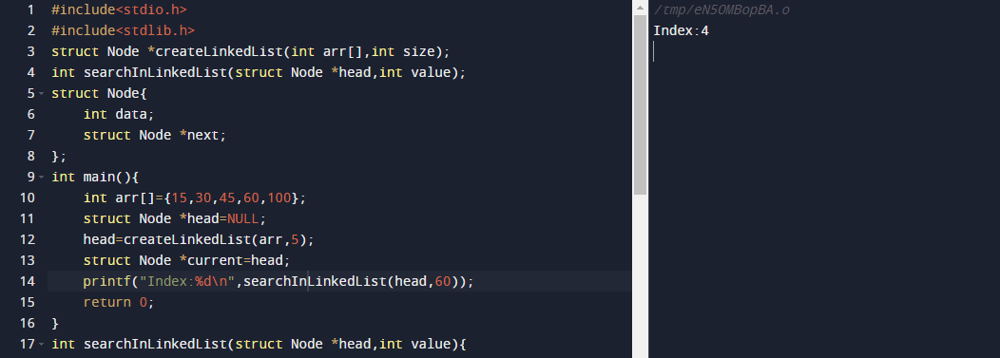 1 #include<stdio.h>
2 #include<stdlib.h>
3 struct Node *createLinkedList(int arr[],int size);
4 int searchInLinkedList(struct Node *head,int value);
5 struct Node{
6 int data;
7 struct Node *next;
8 };
9 int main(){
10 int arr[]={15,30,45,60,100};
11 struct Node *head=NULL;
12 head=createLinkedList(arr,5);
13 struct Node *current=head;
14 printf("Index:%d\n",searchInLinkedList(head,60));
15 return 0;
16 }
17 int searchInLinkedList(struct Node *head,int value){
/tmp/eN5OMBopBA.o
Index:4